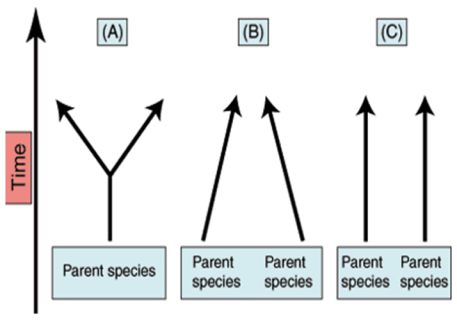 (A)
(B)
(C)
Time
Parent species
Parent
species
Parent
species
Parent
species
Parent
species